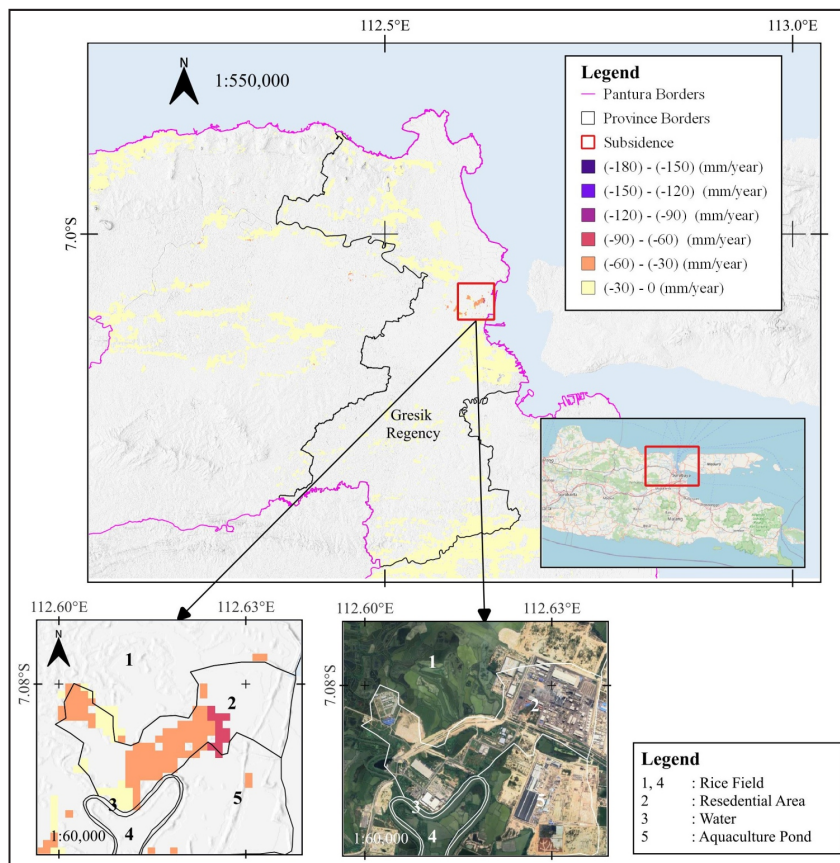 112.5°E 113.0°E
N
1:550,000
Legend
Pantura Borders
Province Borders
Subsidence
(-180) - (-150) (mm/year)
(-150) - (-120) (mm/year)
(-120) - (-90) (mm/year)
(-90) - (-60) (mm/year)
(-60) - (-30) (mm/year)
(-30) - 0 (mm/year)
7.0°S
Gresik
Regency
112.60°E 112.63°E
N
7.08°S
1
2
3
4
5
1:60,000
112.60°E 112.63°E
7.08°S
1
2
3
4
1:60,000
Legend
1, 4 : Rice Field
2 : Resedential Area
3 : Water
5 : Aquaculture Pond